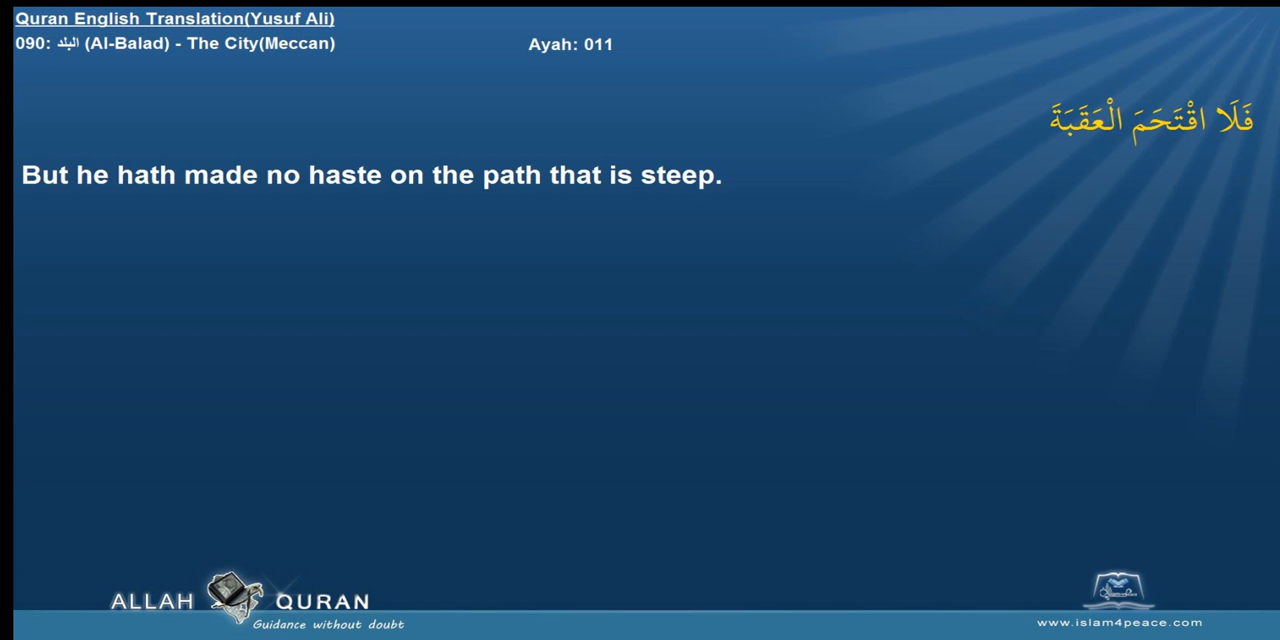 Quran English Translation(Yusuf Ali)
090: البلد (Al-Balad) - The City(Meccan)
Ayah: 011
فَلَا اقْتَحَمَ الْعَقَبَةَ
But he hath made no haste on the path that is steep.
ALLAH QURAN
Guidance without doubt
www.islam4peace.com